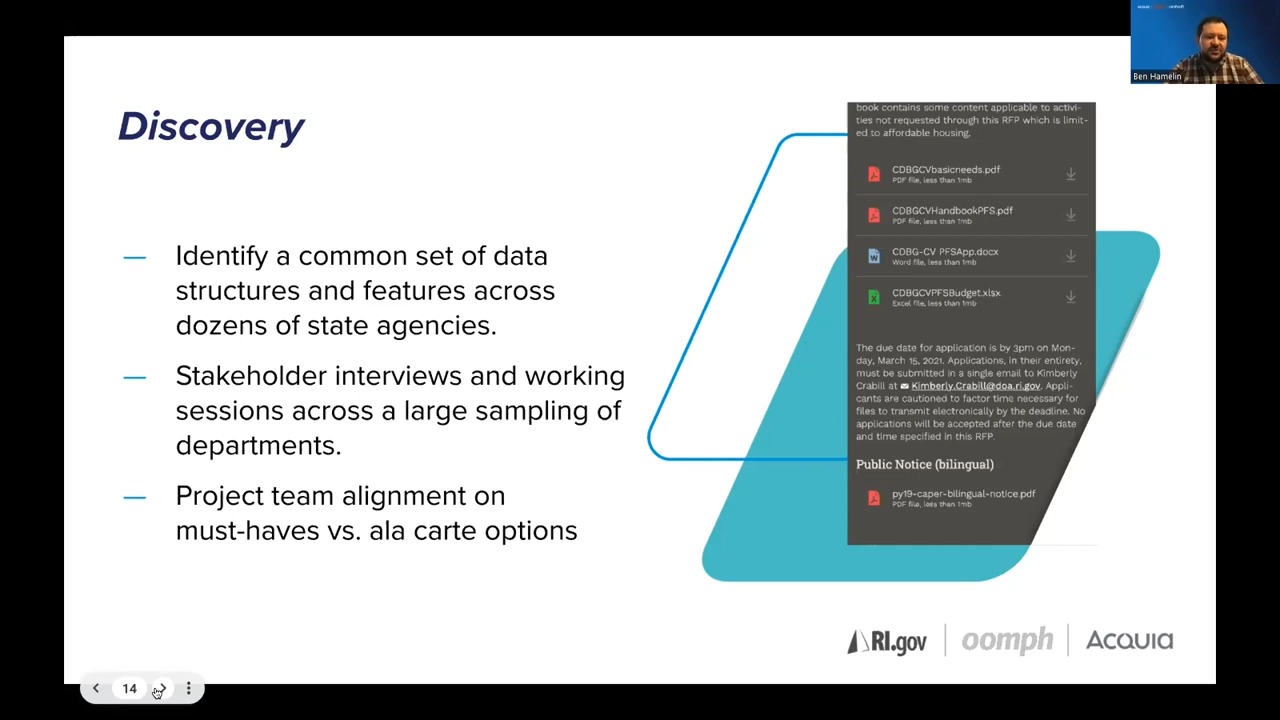 Ben Hamelin
Discovery
— Identify a common set of data
structures and features across
dozens of state agencies.
— Stakeholder interviews and working
sessions across a large sampling of
departments.
— Project team alignment on
must-haves vs. ala carte options
book contains some content applicable to activi-
ties not requested through this RFP which is limit-
ed to affordable housing.
CDBGCVbasicneeds.pdf
PDF file, less than 1mb
CDBGCVHandbookPFS.pdf
PDF file, less than 1mb
CDBG-CV PFSApp.docx
Word file, less than 1mb
CDBGCVPFSBudget.xlsx
Excel file, less than 1mb
The due date for application is by 3pm on Mon-
day, March 15, 2021. Applications, in their entirety,
must be submitted in a single email to Kimberly
Crabill at Kimberly.Crabill@doa.ri.gov. Appli-
cants are cautioned to factor time necessary for
files to transmit electronically by the deadline. No
applications will be accepted after the due date
and time specified in this RFP.
Public Notice (bilingual)
py19-caper-bilingual-notice.pdf
PDF file, less than 1mb
RI.gov | oomph | Acquia
14